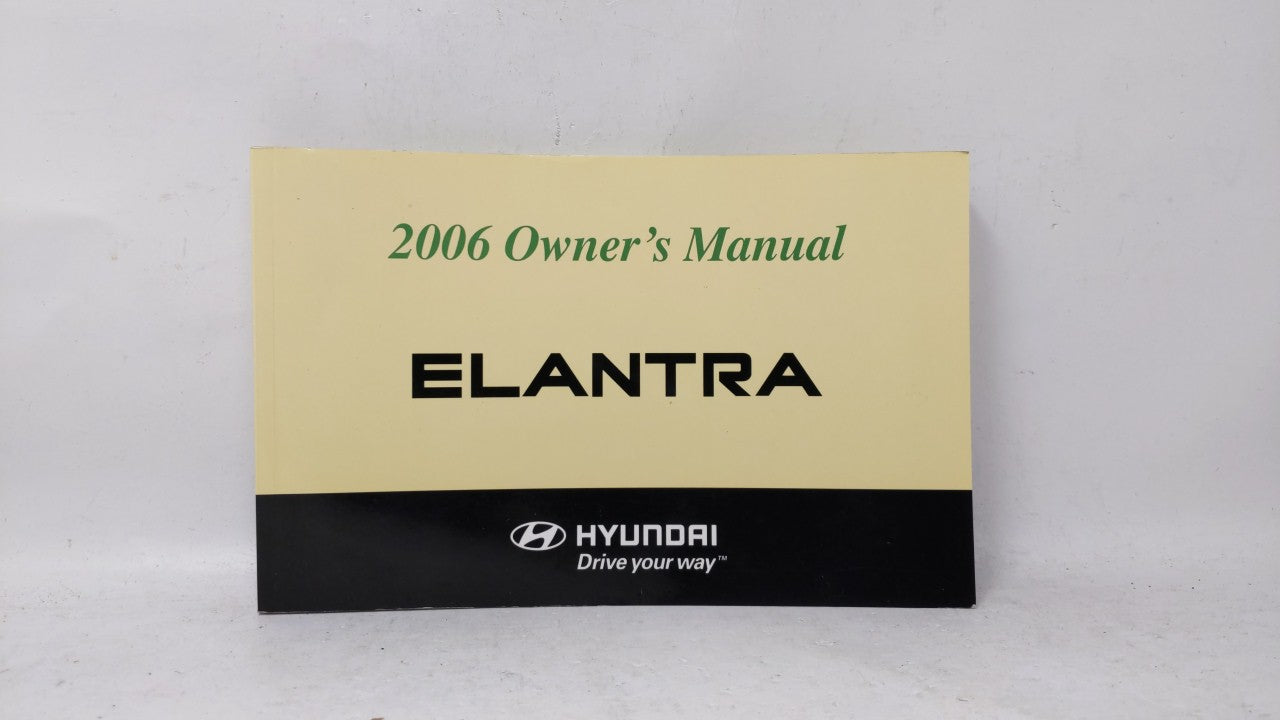 2006 Owner's Manual
ELANTRA
HYUNDAI
Drive your way™